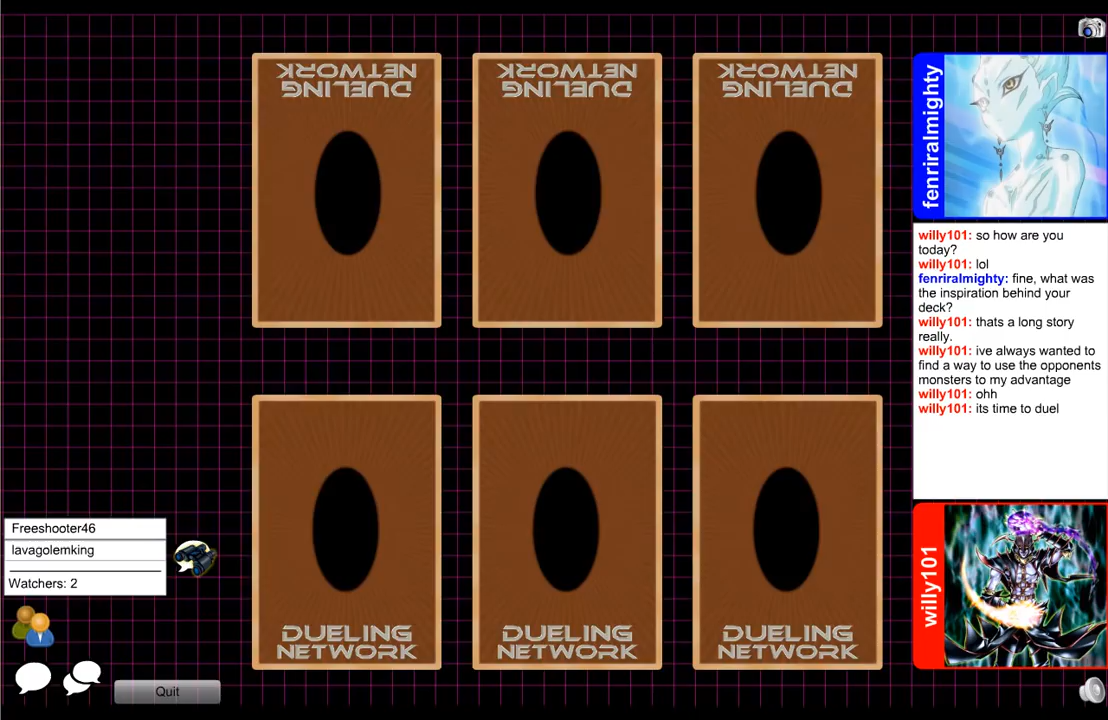 DUELING
NETWORK
DUELING
NETWORK
DUELING
NETWORK
fenriralmighty
willy101: so how are you
today?
willy101: lol
fenriralmighty: fine, what was
the inspiration behind your
deck?
willy101: thats a long story
really.
willy101: ive always wanted to
find a way to use the opponents
monsters to my advantage
willy101: ohh
willy101: its time to duel
Freeshooter46
lavagolemking
Watchers: 2
DUELING
NETWORK
DUELING
NETWORK
DUELING
NETWORK
willy101
Quit